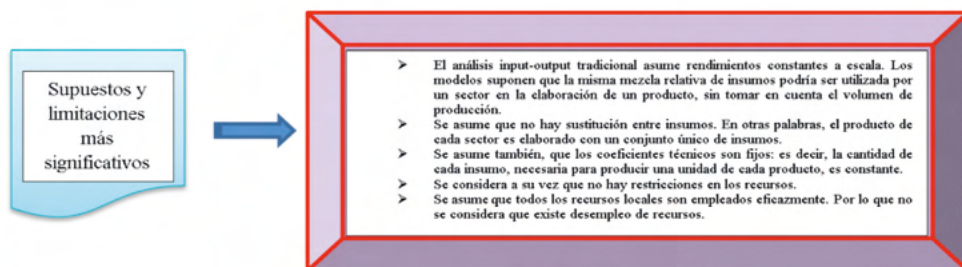 Supuestos y
limitaciones
más
significativos
➢ El análisis input-output tradicional asume rendimientos constantes a escala. Los
modelos suponen que la misma mezcla relativa de insumos podría ser utilizada por
un sector en la elaboración de un producto, sin tomar en cuenta el volumen de
producción.
➢ Se asume que no hay sustitución entre insumos. En otras palabras, el producto de
cada sector es elaborado con un conjunto único de insumos.
➢ Se asume también, que los coeficientes técnicos son fijos: es decir, la cantidad de
cada insumo, necesaria para producir una unidad de cada producto, es constante.
➢ Se considera a su vez que no hay restricciones en los recursos.
➢ Se asume que todos los recursos locales son empleados eficazmente. Por lo que no
se considera que existe desempleo de recursos.